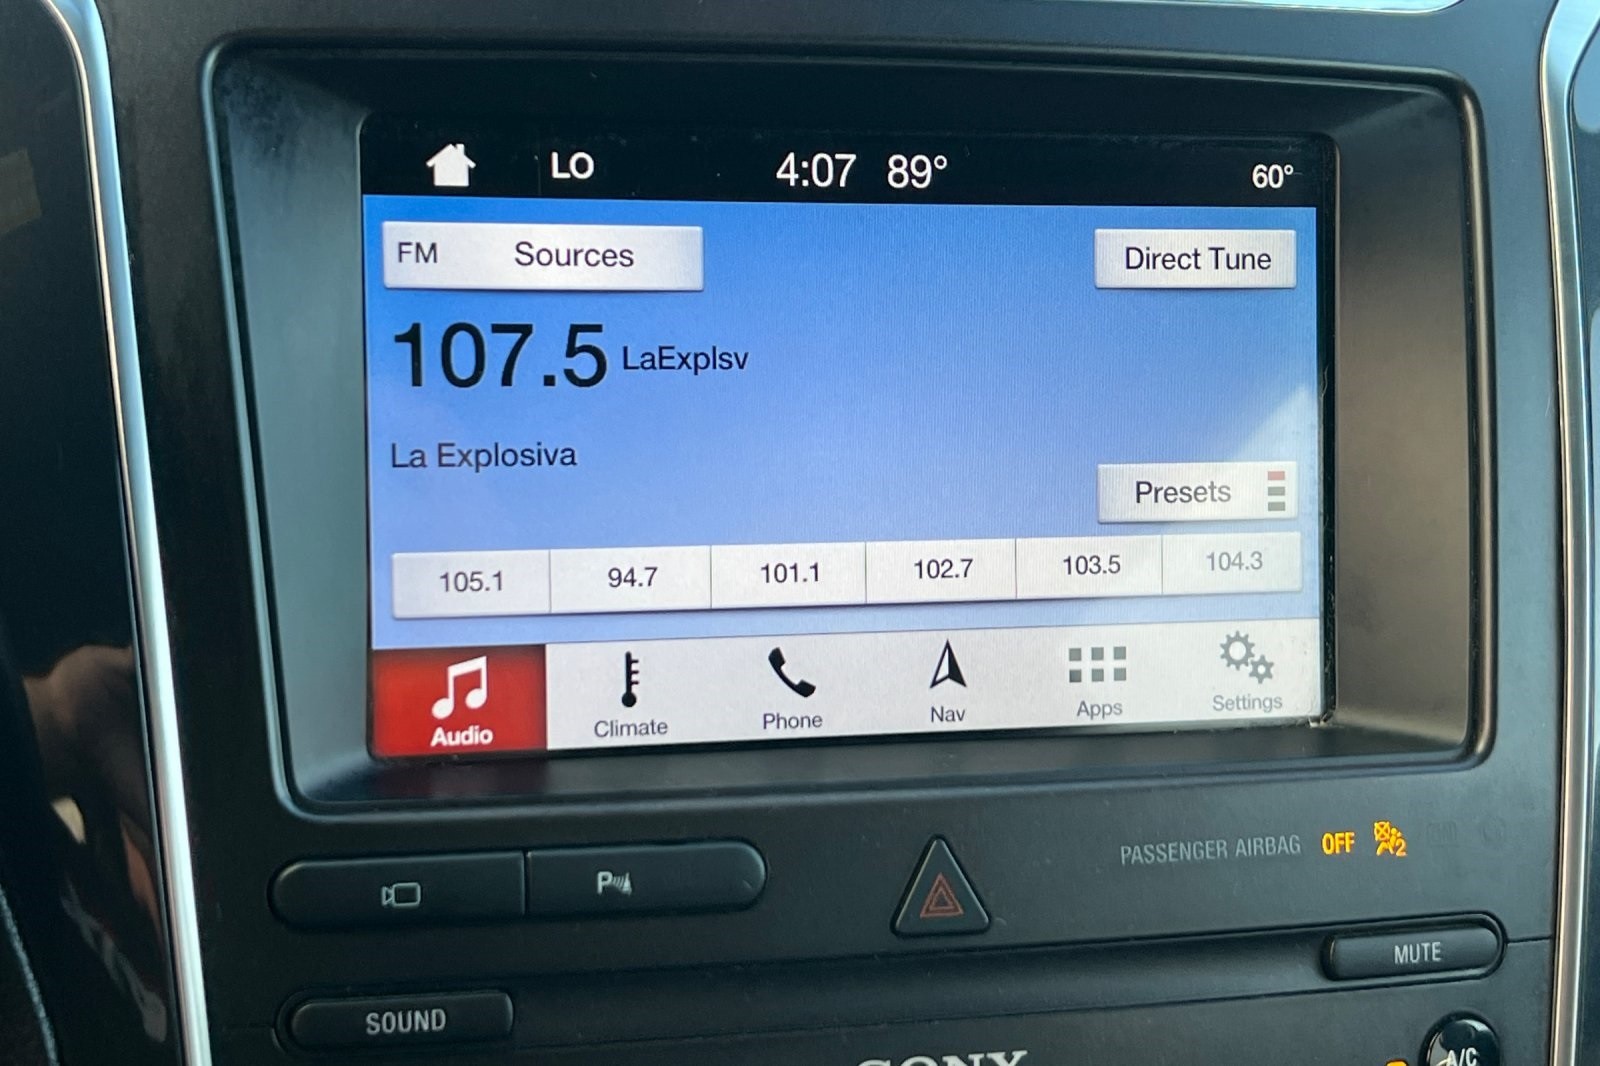 LO 4:07 89° 60°
FM Sources Direct Tune
107.5 LaExplsv
La Explosiva
Presets
105.1 94.7 101.1 102.7 103.5 104.3
Audio Climate Phone Nav Apps Settings
PASSENGER AIRBAG OFF 2
P
MUTE
SOUND
SONY
A/C